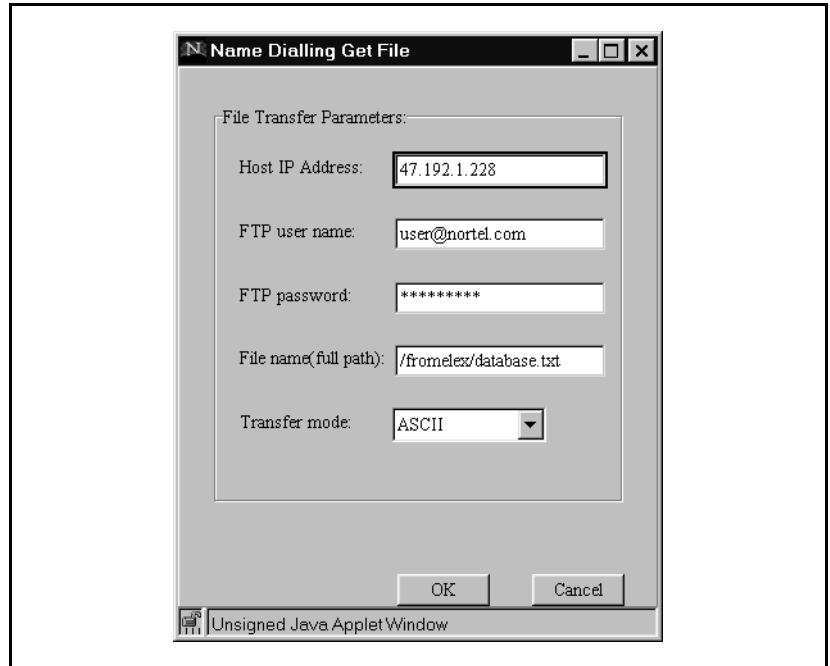 Name Dialling Get File
File Transfer Parameters:
Host IP Address: 47.192.1.228
FTP user name: user@nortel.com
FTP password: *********
File name(full path): /fromelex/database.txt
Transfer mode: ASCII
OK Cancel
Unsigned Java Applet Window